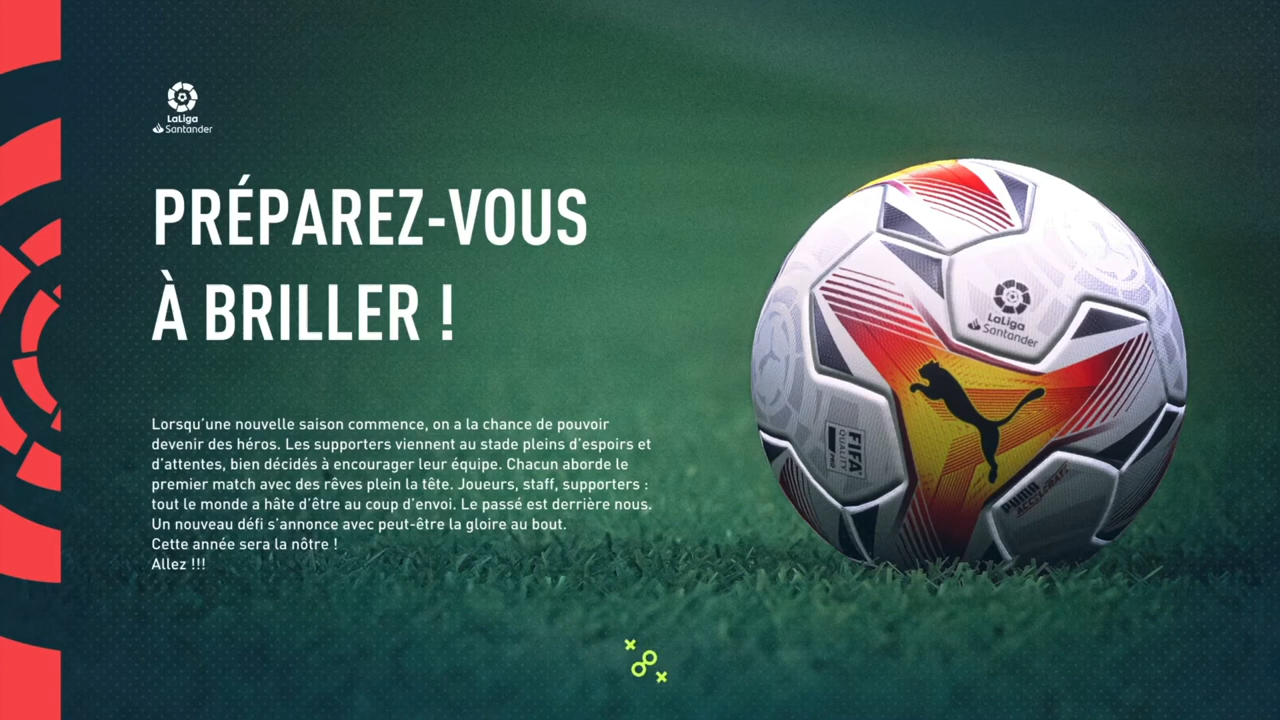 LaLiga
Santander
PRÉPAREZ-VOUS
À BRILLER !
Lorsqu'une nouvelle saison commence, on a la chance de pouvoir
devenir des héros. Les supporters viennent au stade pleins d'espoirs et
d'attentes, bien décidés à encourager leur équipe. Chacun aborde le
premier match avec des rêves plein la tête. Joueurs, staff, supporters :
tout le monde a hâte d'être au coup d'envoi. Le passé est derrière nous.
Un nouveau défi s'annonce avec peut-être la gloire au bout.
Cette année sera la nôtre !
Allez !!!
LaLiga
Santander
FIFA
QUALITY
PRO
PUMA
ACCELERATE